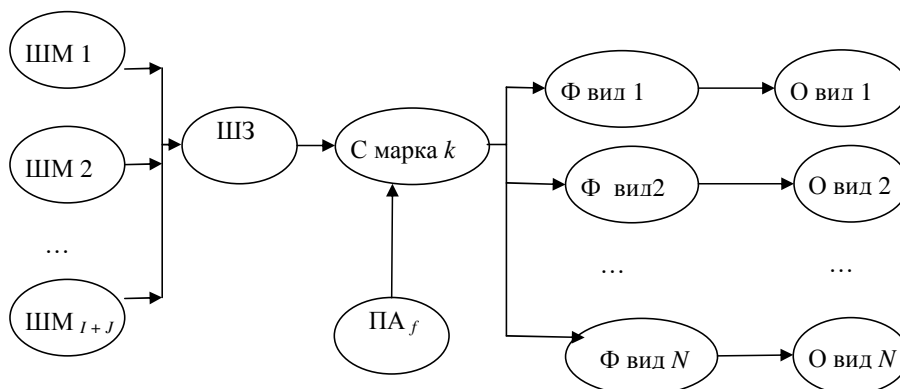 ШМ 1
ШМ 2
…
ШМ I + J
ШЗ
С марка k
ПА f
Ф вид 1
Ф вид2
…
Ф вид N
О вид 1
О вид 2
…
О вид N